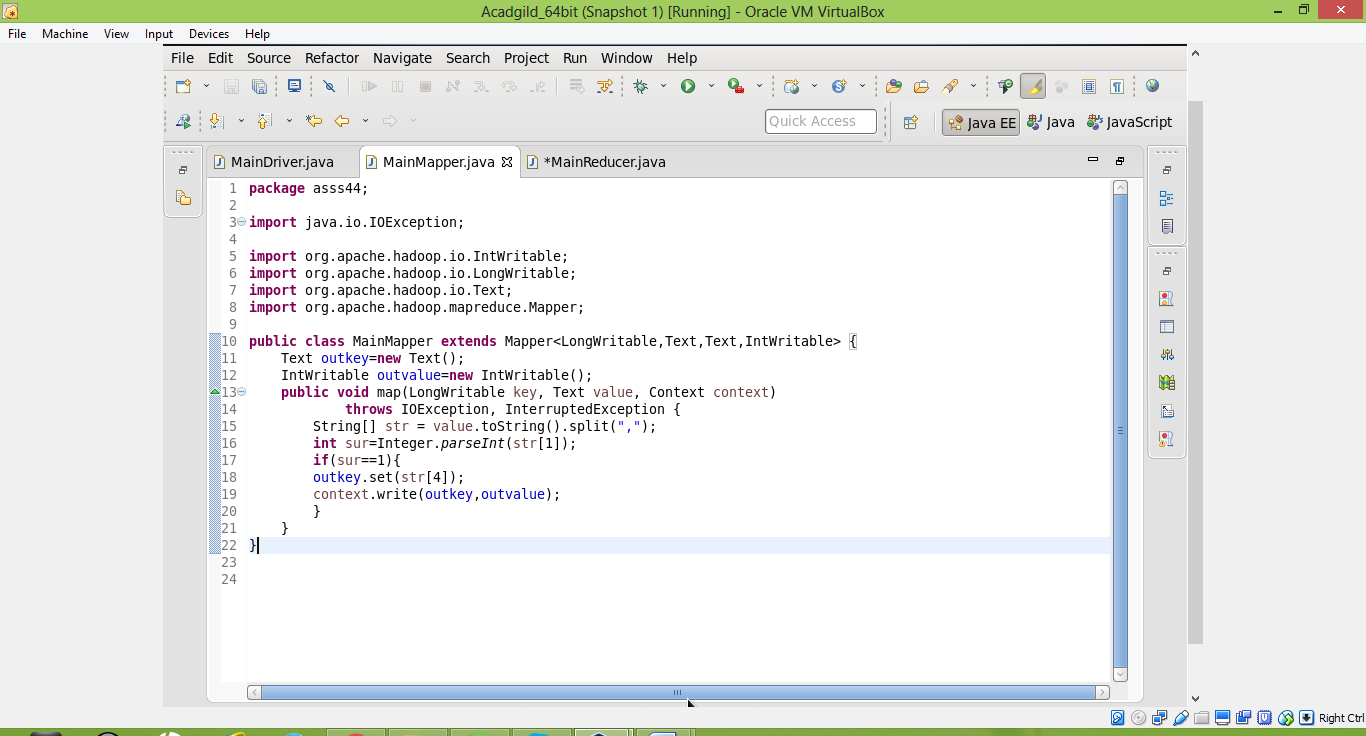 Acadgild_64bit (Snapshot 1) [Running] - Oracle VM VirtualBox
File Machine View Input Devices Help
File Edit Source Refactor Navigate Search Project Run Window Help
Quick Access
Java EE
Java
JavaScript
MainDriver.java
MainMapper.java
*MainReducer.java
1 package asss44;
2
3 import java.io.IOException;
4
5 import org.apache.hadoop.io.IntWritable;
6 import org.apache.hadoop.io.LongWritable;
7 import org.apache.hadoop.io.Text;
8 import org.apache.hadoop.mapreduce.Mapper;
9
10 public class MainMapper extends Mapper<LongWritable,Text,Text,IntWritable> {
11     Text outkey=new Text();
12     IntWritable outvalue=new IntWritable();
13     public void map(LongWritable key, Text value, Context context)
14             throws IOException, InterruptedException {
15         String[] str = value.toString().split(",");
16         int sur=Integer.parseInt(str[1]);
17         if(sur==1){
18         outkey.set(str[4]);
19         context.write(outkey,outvalue);
20         }
21     }
22 }
23
24
Right Ctrl